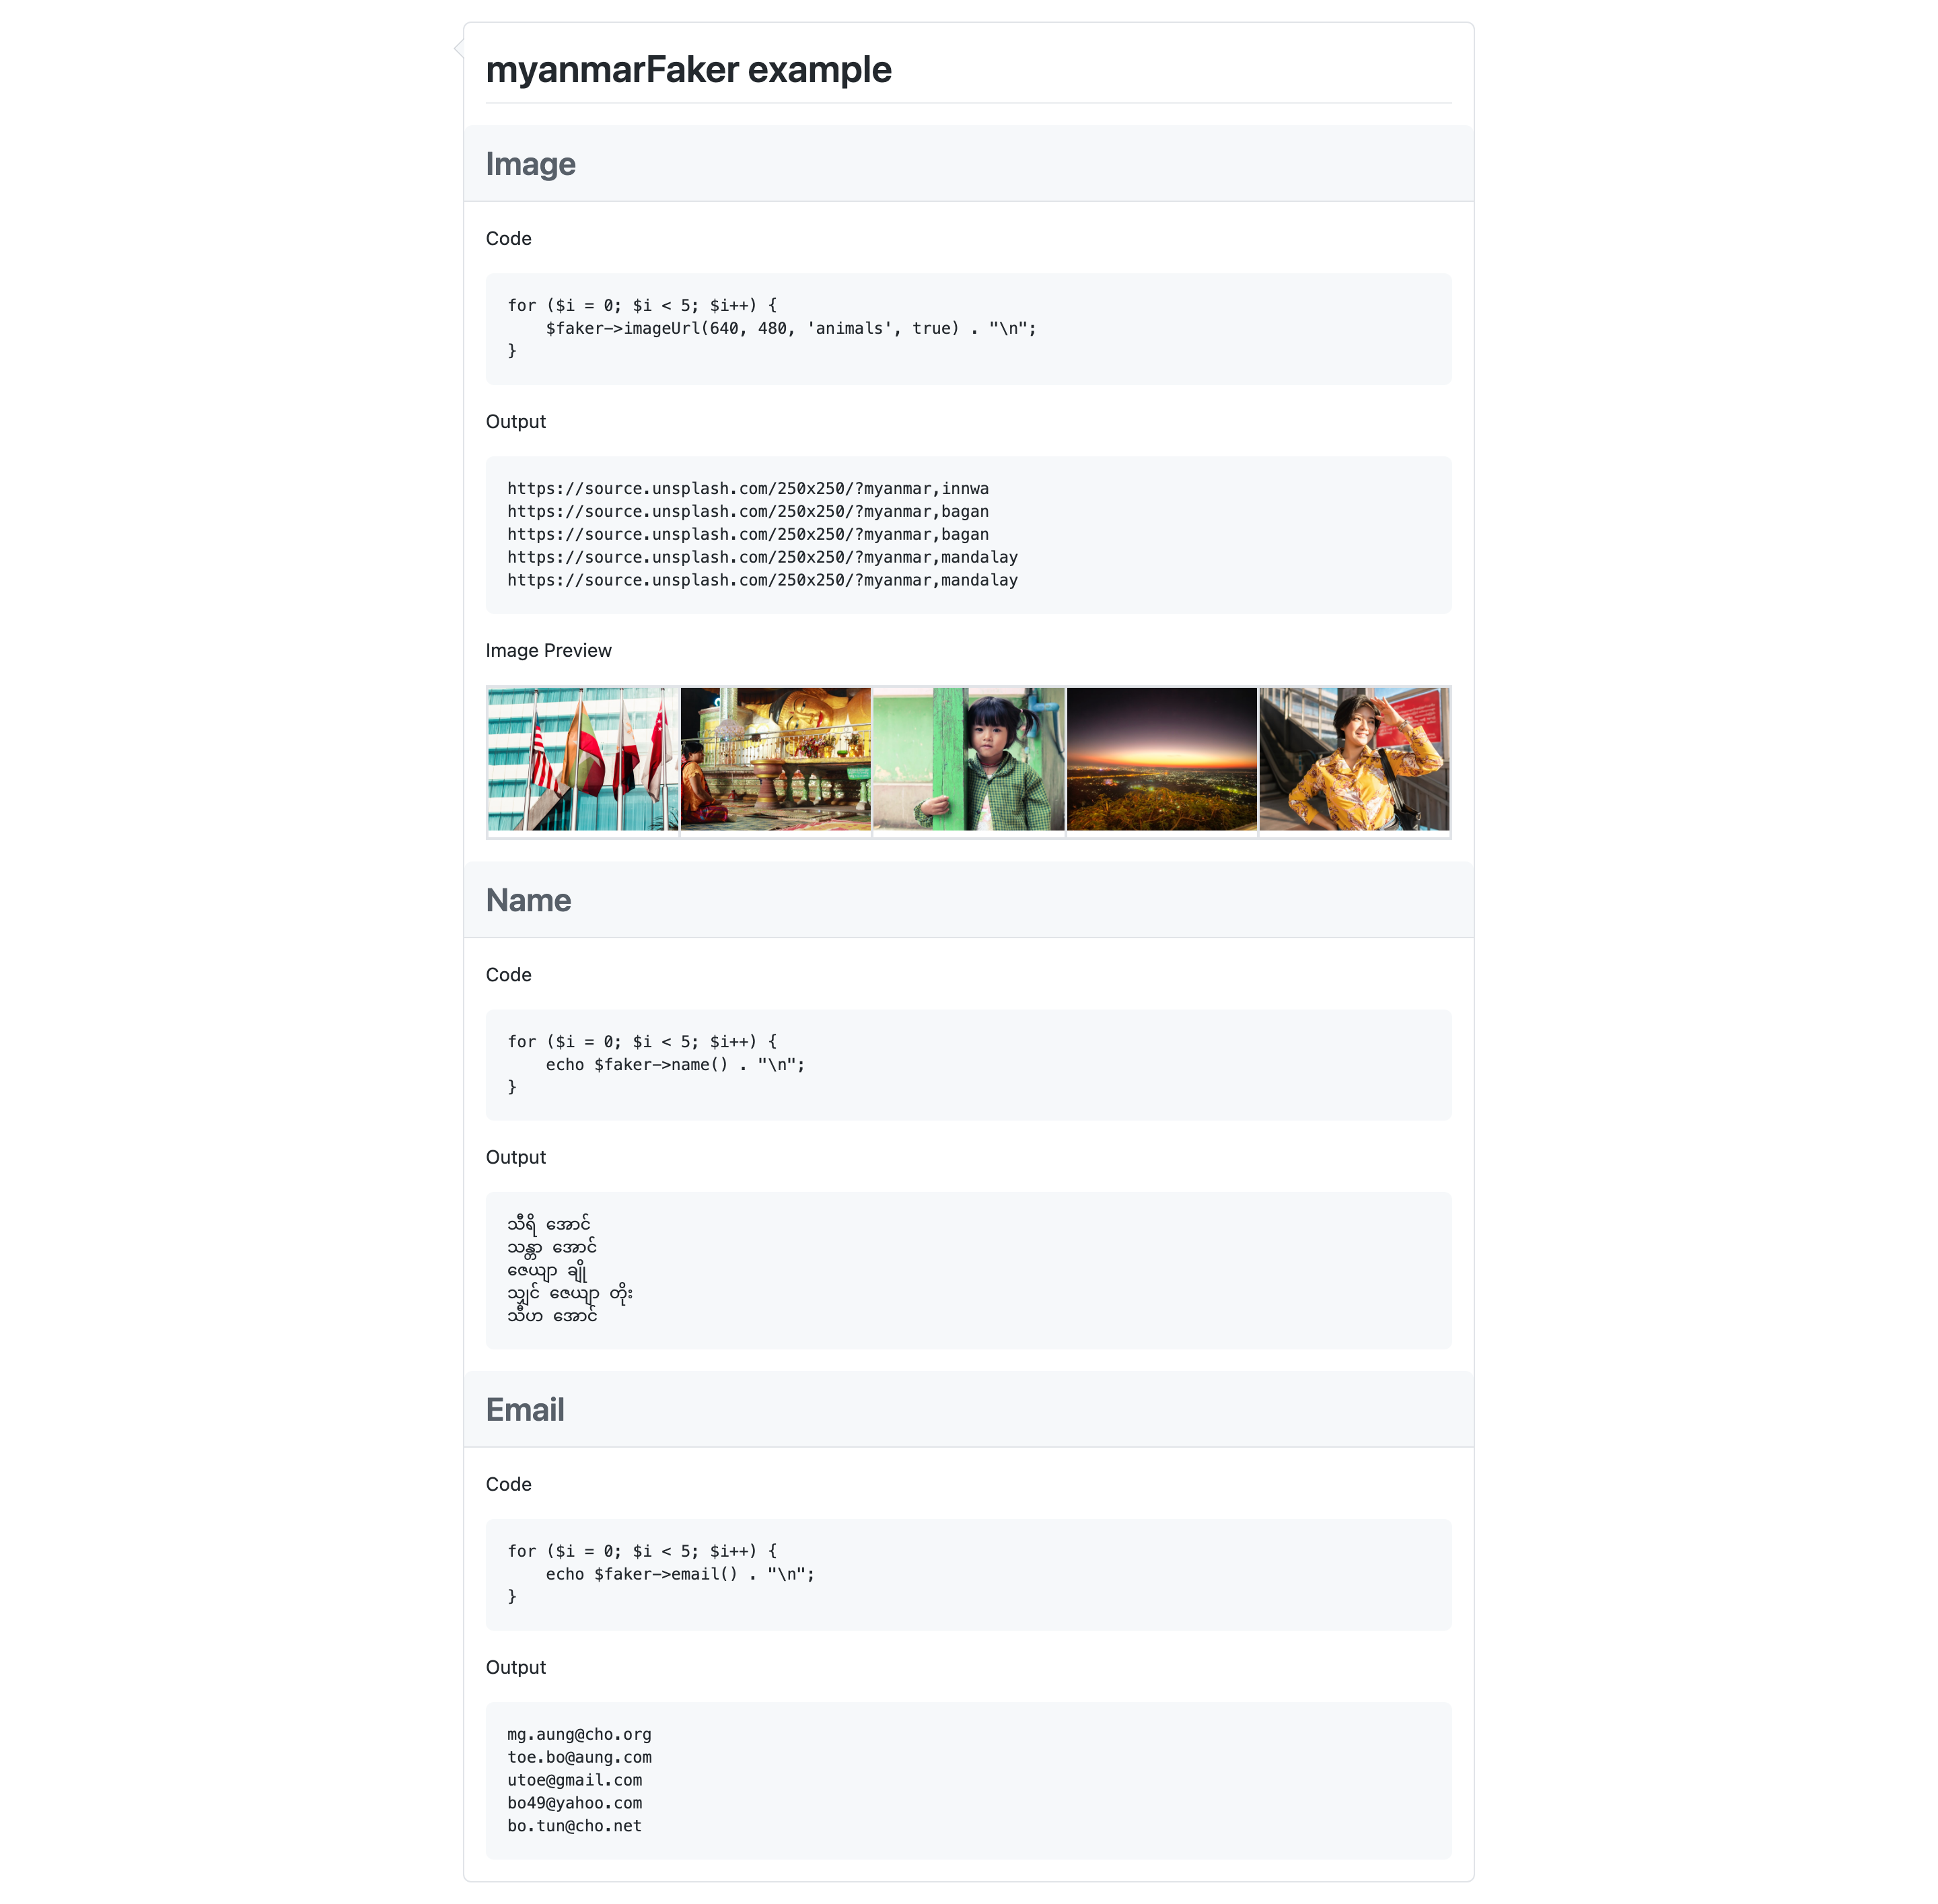 myanmarFaker example
Image
Code
for ($i = 0; $i < 5; $i++) {
    $faker->imageUrl(640, 480, 'animals', true) . "\n";
}
Output
https://source.unsplash.com/250x250/?myanmar,innwa
https://source.unsplash.com/250x250/?myanmar,bagan
https://source.unsplash.com/250x250/?myanmar,bagan
https://source.unsplash.com/250x250/?myanmar,mandalay
https://source.unsplash.com/250x250/?myanmar,mandalay
Image Preview
Name
Code
for ($i = 0; $i < 5; $i++) {
    echo $faker->name() . "\n";
}
Output
သီရိ အောင်
သန္တာ အောင်
ဇေယျာ ချို
သျှင် ဇေယျာ တိုး
သီဟ အောင်
Email
Code
for ($i = 0; $i < 5; $i++) {
    echo $faker->email() . "\n";
}
Output
mg.aung@cho.org
toe.bo@aung.com
utoe@gmail.com
bo49@yahoo.com
bo.tun@cho.net